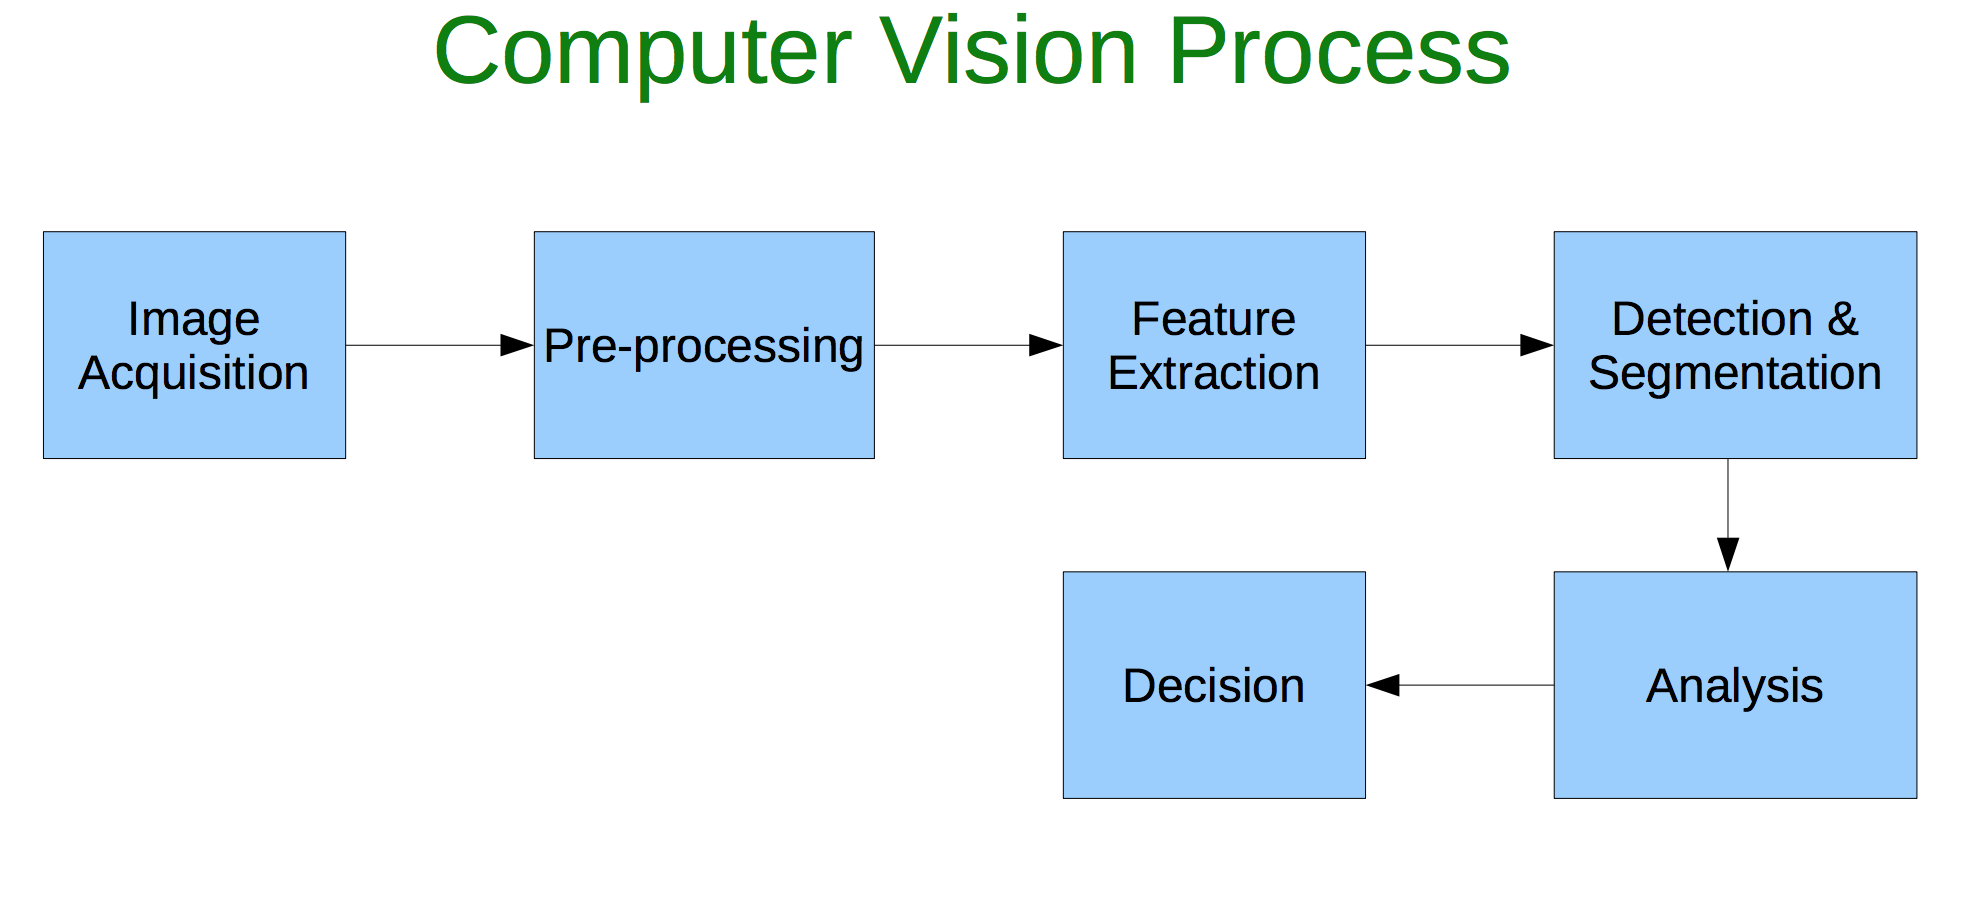 Computer Vision Process
Image
Acquisition
Pre-processing
Feature
Extraction
Detection &
Segmentation
Analysis
Decision